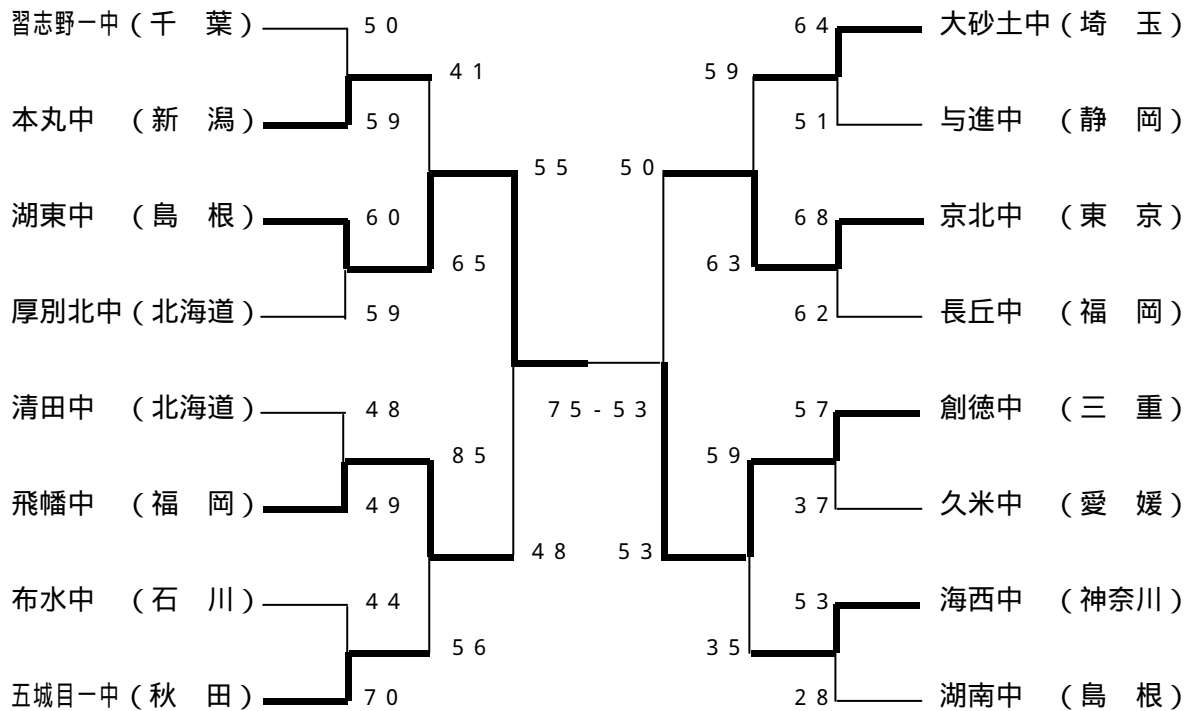 習志野一中(千　葉) 50
64 大砂土中(埼　玉)
41
59
本丸中　(新　潟) 59
51 与進中　(静　岡)
55
50
湖東中　(島　根) 60
68 京北中　(東　京)
65
63
厚別北中(北海道) 59
62 長丘中　(福　岡)
清田中　(北海道) 48
75-53
57 創徳中　(三　重)
85
59
飛幡中　(福　岡) 49
37 久米中　(愛　媛)
48
53
布水中　(石　川) 44
53 海西中　(神奈川)
56
35
五城目一中(秋　田) 70
28 湖南中　(島　根)